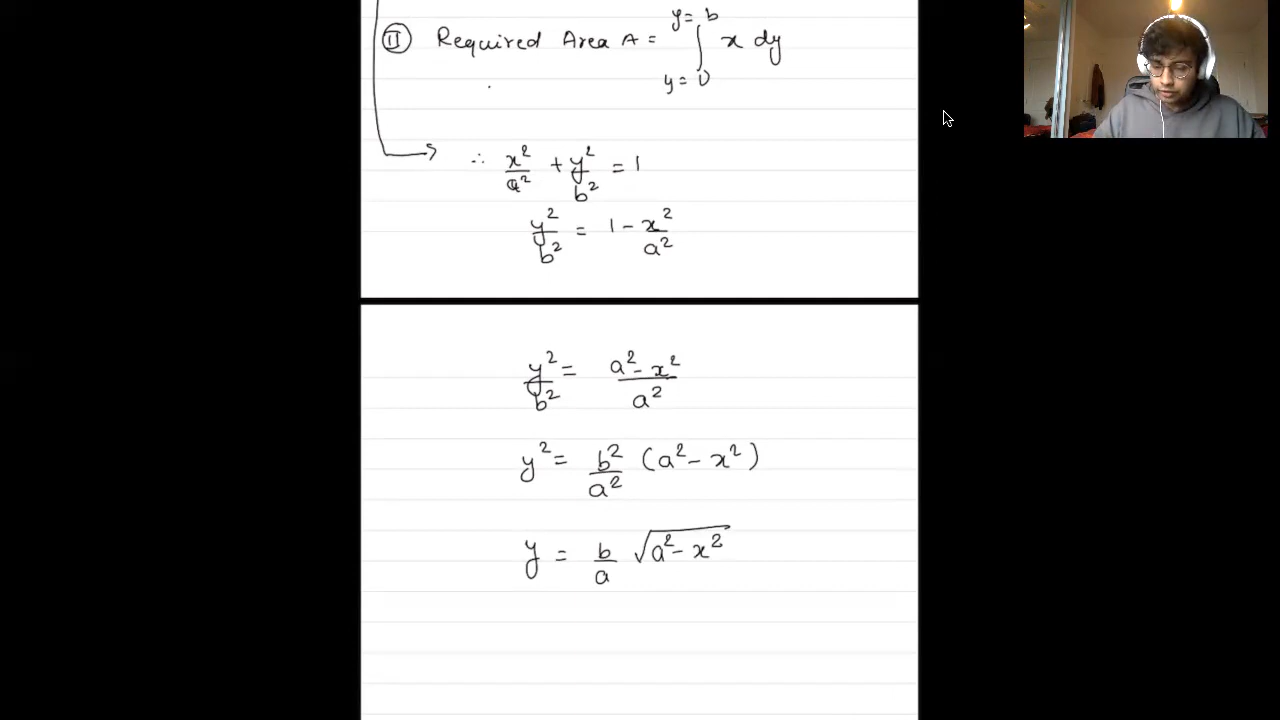 II Required Area A = ∫ x dy
y = b
y = 0
∴ x²/a² + y²/b² = 1
y²/b² = 1 - x²/a²
y²/b² = a² - x²/a²
y² = b²/a² (a² - x²)
y = b/a √a² - x²